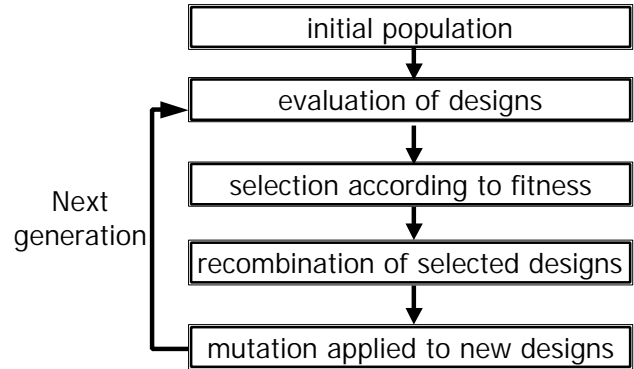 initial population
evaluation of designs
selection according to fitness
Next
generation
recombination of selected designs
mutation applied to new designs